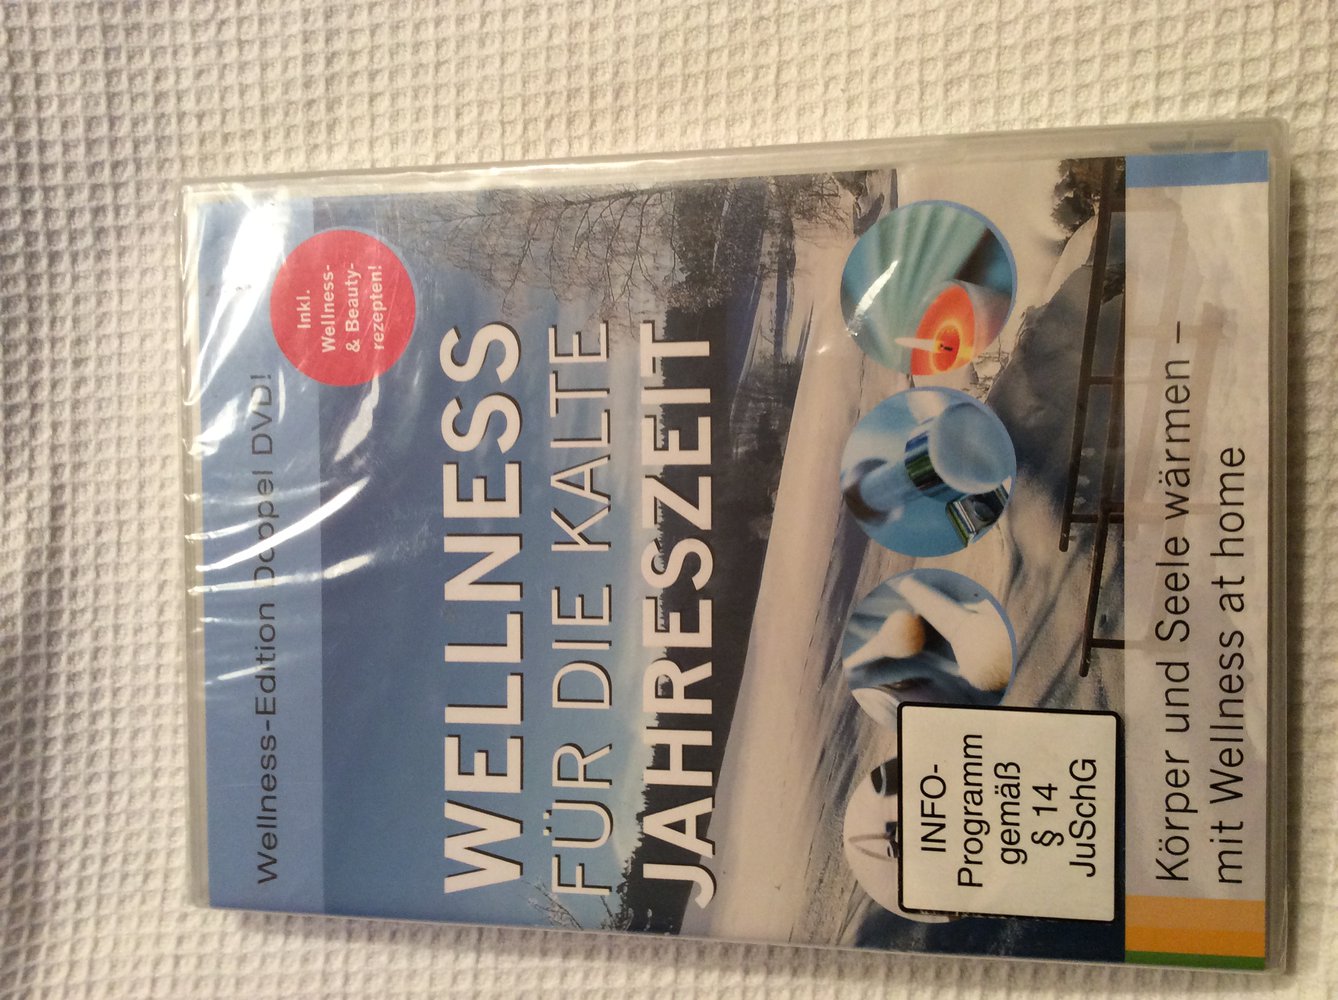 Wellness-Edition Doppel DVD!
Inkl.
Wellness-
& Beauty-
rezepten!
WELLNESS
FÜR DIE KALTE
JAHRESZEIT
INFO-
Programm
gemäß
§ 14
JuSchG
Körper und Seele wärmen –
mit Wellness at home